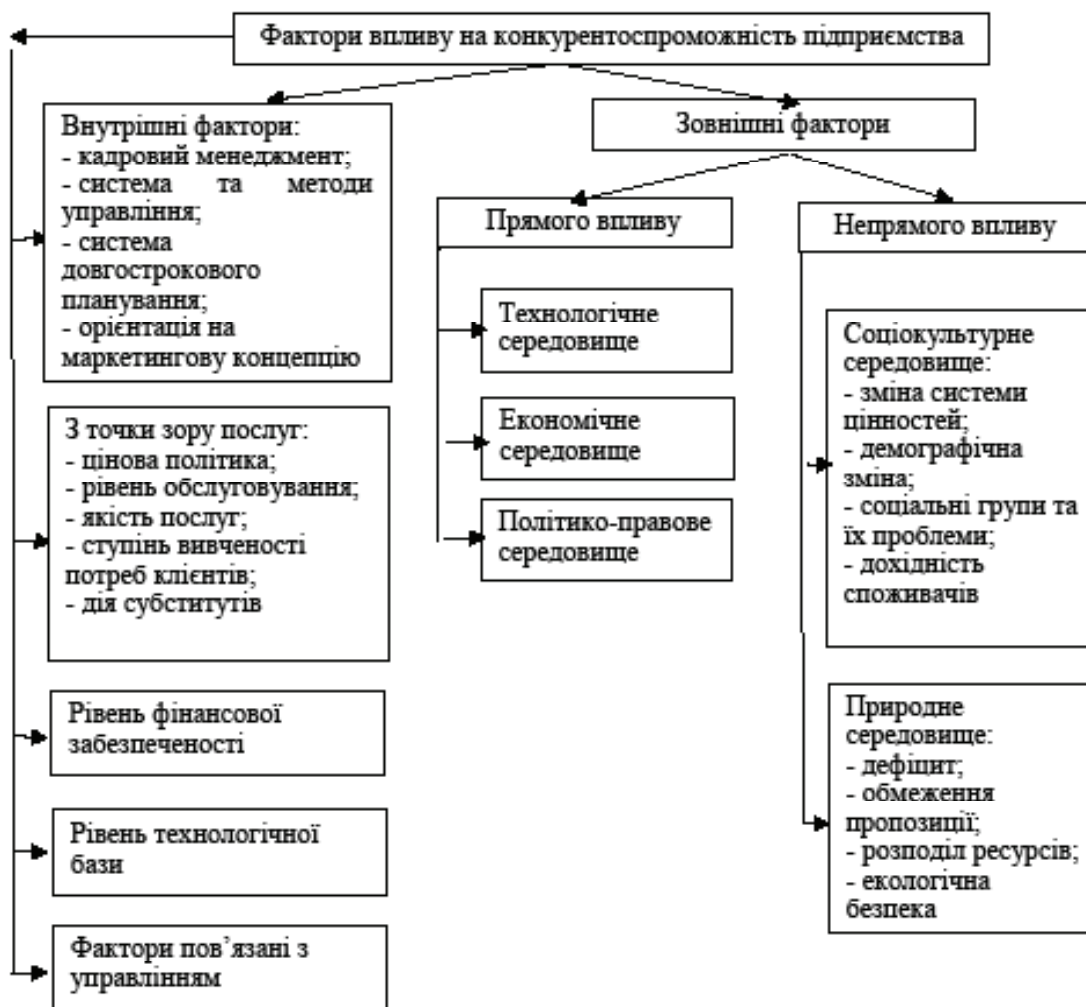 Фактори впливу на конкурентоспроможність підприємства
Внутрішні фактори:
- кадровий менеджмент;
- система та методи
управління;
- система
довгострокового
планування;
- орієнтація на
маркетингову концепцію
З точки зору послуг:
- цінова політика;
- рівень обслуговування;
- якість послуг;
- ступінь вивченості
потреб клієнтів;
- дія субститутів
Рівень фінансової
забезпеченості
Рівень технологічної
бази
Фактори пов’язані з
управлінням
Зовнішні фактори
Прямого впливу
Технологічне
середовище
Економічне
середовище
Політико-правове
середовище
Непрямого впливу
Соціокультурне
середовище:
- зміна системи
цінностей;
- демографічна
зміна;
- соціальні групи та
їх проблеми;
- дохідність
споживачів
Природне
середовище:
- дефіцит;
- обмеження
пропозиції;
- розподіл ресурсів;
- екологічна
безпека